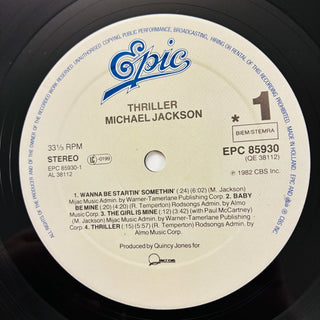 ALL RIGHTS OF THE PRODUCER AND OF THE OWNER OF THE RECORDED WORK RESERVED. UNAUTHORISED COPYING, PUBLIC PERFORMANCE, BROADCASTING, HIRING OR RENTAL OF THIS RECORD PROHIBITED. MADE IN HOLLAND.
Epic
THRILLER
MICHAEL JACKSON
* 1
BIEM/STEMRA
33⅓ RPM
STEREO
EPC 85930-1
AL 38112
EPC 85930
(QE 38112)
℗ 1982 CBS Inc.
1. WANNA BE STARTIN' SOMETHIN' (:24) (6:02) (M. Jackson)
Mijac Music Admin. by Warner-Tamerlane Publishing Corp. 2. BABY
BE MINE (:20) (4:20) (R. Temperton) Rodsongs Admin. by Almo
Music Corp. 3. THE GIRL IS MINE (:12) (3:42) (with Paul McCartney)
(M. Jackson) Mijac Music Admin. by Warner-Tamerlane Publishing
Corp. 4. THRILLER (:15) (5:57) (R. Temperton) Rodsongs Admin. by
Almo Music Corp.
Produced by Quincy Jones for